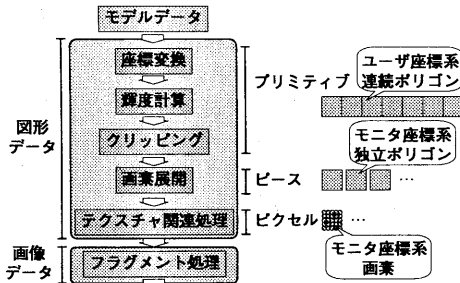 モデルデータ
座標変換
輝度計算
クリッピング
画素展開
テクスチャ関連処理
フラグメント処理
図形
データ
画像
データ
プリミティブ
ピース
ピクセル
ユーザ座標系
連続ポリゴン
モニタ座標系
独立ポリゴン
…
…
モニタ座標系
画素